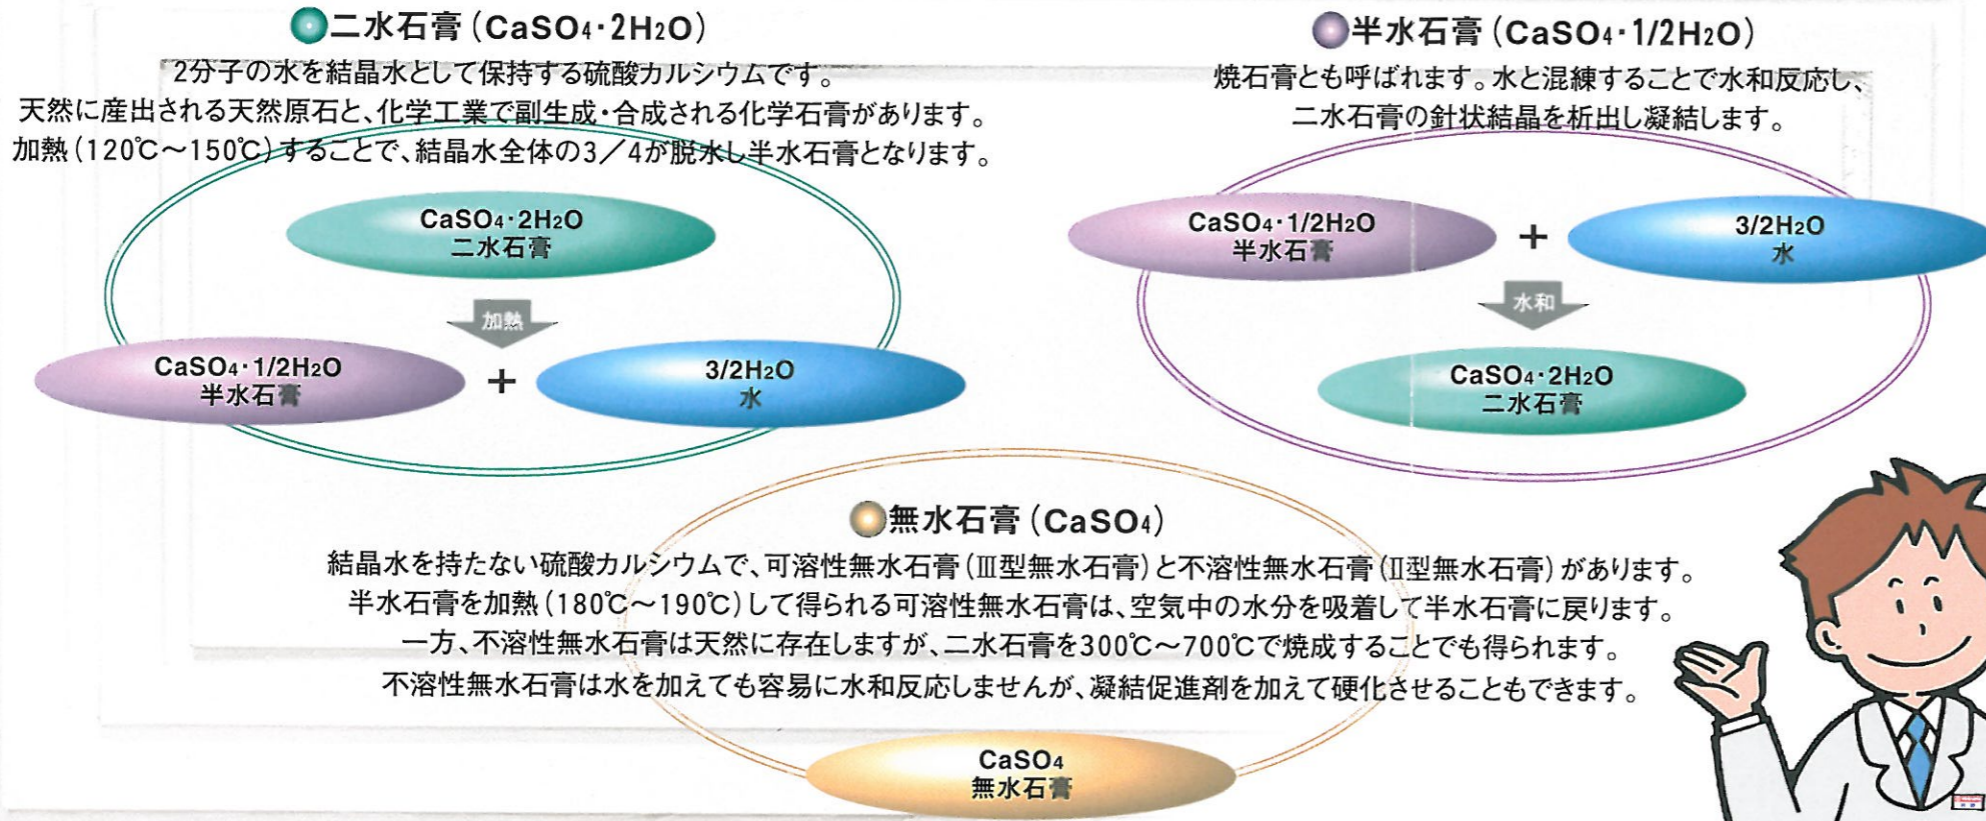 二水石膏（CaSO₄・2H₂O）
2分子の水を結晶水として保持する硫酸カルシウムです。
天然に産出される天然原石と、化学工業で副生成・合成される化学石膏があります。
加熱（120℃～150℃）することで、結晶水全体の3／4が脱水し半水石膏となります。
CaSO₄・2H₂O
二水石膏
加熱
CaSO₄・1/2H₂O
半水石膏
+
3/2H₂O
水
半水石膏（CaSO₄・1/2H₂O）
焼石膏とも呼ばれます。水と混練することで水和反応し、
二水石膏の針状結晶を析出し凝結します。
CaSO₄・1/2H₂O
半水石膏
+
3/2H₂O
水
水和
CaSO₄・2H₂O
二水石膏
無水石膏（CaSO₄）
結晶水を持たない硫酸カルシウムで、可溶性無水石膏（Ⅲ型無水石膏）と不溶性無水石膏（Ⅱ型無水石膏）があります。
半水石膏を加熱（180℃～190℃）して得られる可溶性無水石膏は、空気中の水分を吸着して半水石膏に戻ります。
一方、不溶性無水石膏は天然に存在しますが、二水石膏を300℃～700℃で焼成することでも得られます。
不溶性無水石膏は水を加えても容易に水和反応しませんが、凝結促進剤を加えて硬化させることもできます。
CaSO₄
無水石膏